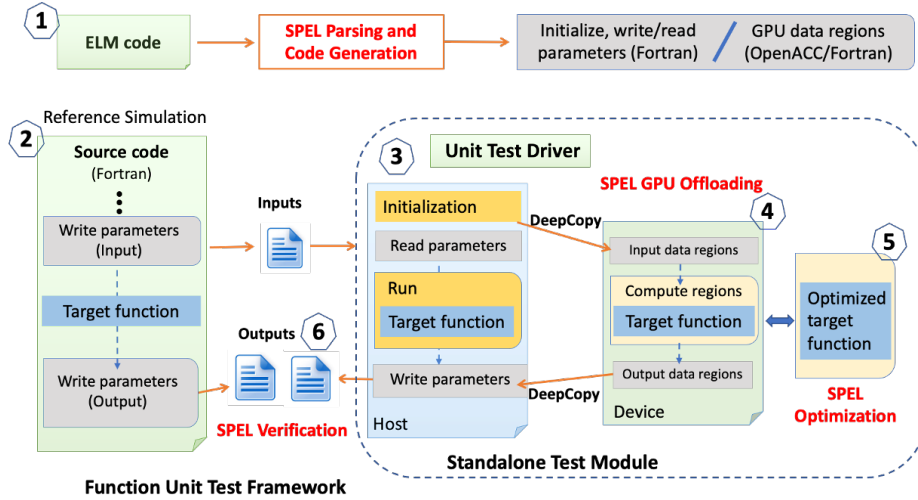 1
ELM code
SPEL Parsing and
Code Generation
Initialize, write/read
parameters (Fortran)
GPU data regions
(OpenACC/Fortran)
Reference Simulation
2
Source code
(Fortran)
Write parameters
(Input)
Target function
Write parameters
(Output)
Inputs
Outputs
6
SPEL Verification
3
Unit Test Driver
Initialization
Read parameters
Run
Target function
Write parameters
Host
DeepCopy
DeepCopy
SPEL GPU Offloading
4
Input data regions
Compute regions
Target function
Output data regions
Device
5
Optimized
target
function
SPEL
Optimization
Standalone Test Module
Function Unit Test Framework